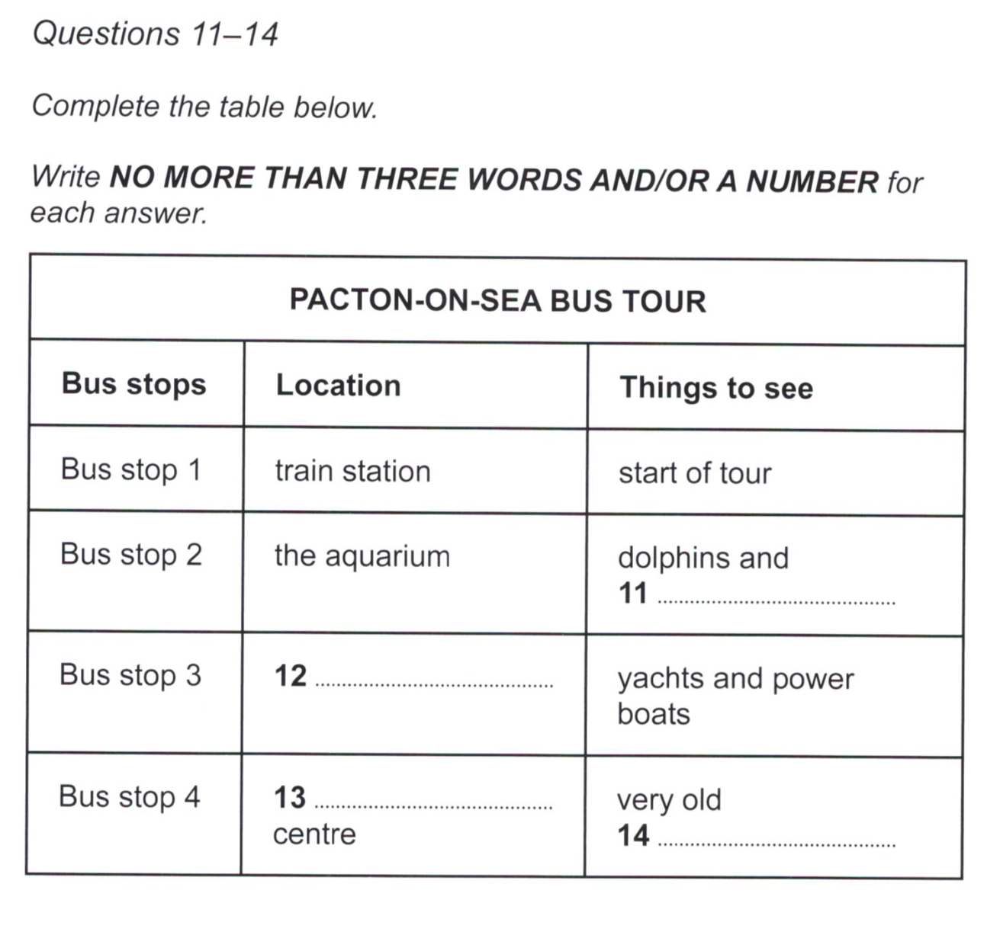 Questions 11–14
Complete the table below.
Write NO MORE THAN THREE WORDS AND/OR A NUMBER for
each answer.
PACTON-ON-SEA BUS TOUR
Bus stops Location Things to see
Bus stop 1 train station start of tour
Bus stop 2 the aquarium dolphins and
11 ........................................
Bus stop 3 12 ........................................ yachts and power
boats
Bus stop 4 13 ........................................ very old
centre 14 ........................................